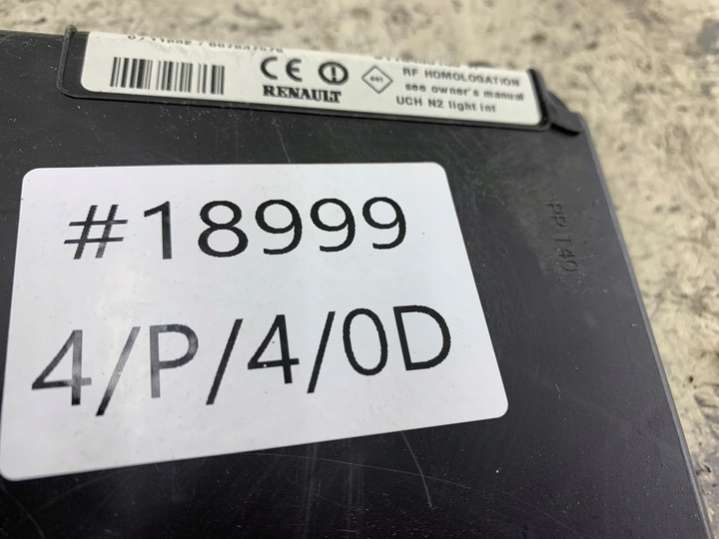 CE
RENAULT
RF HOMOLOGATION
see owner's manual
UCH N2 light int
#18999
4/P/4/0D
PP T40